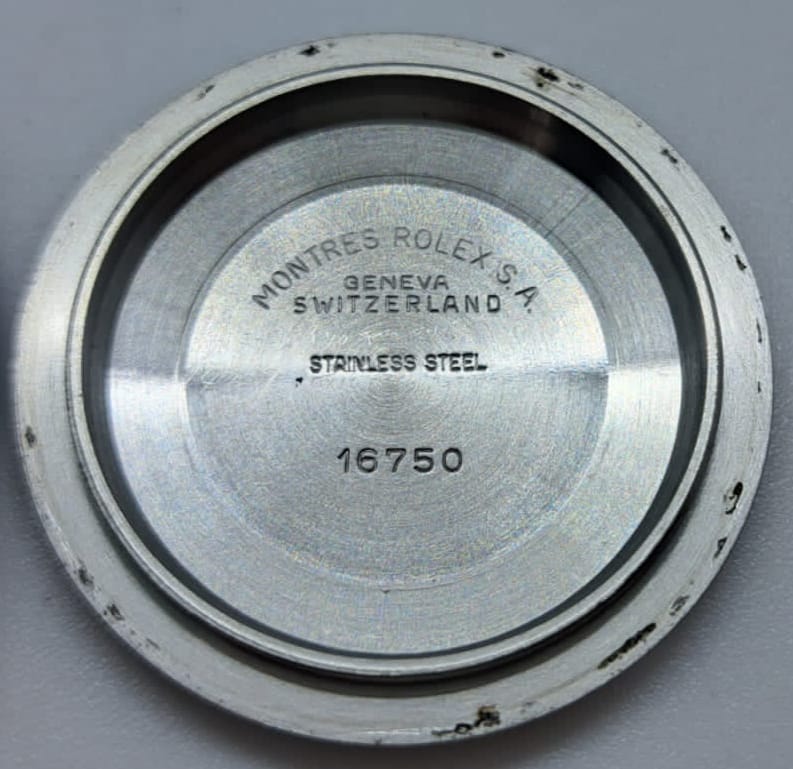 MONTRES ROLEX S.A.
GENEVA
SWITZERLAND
STAINLESS STEEL
16750